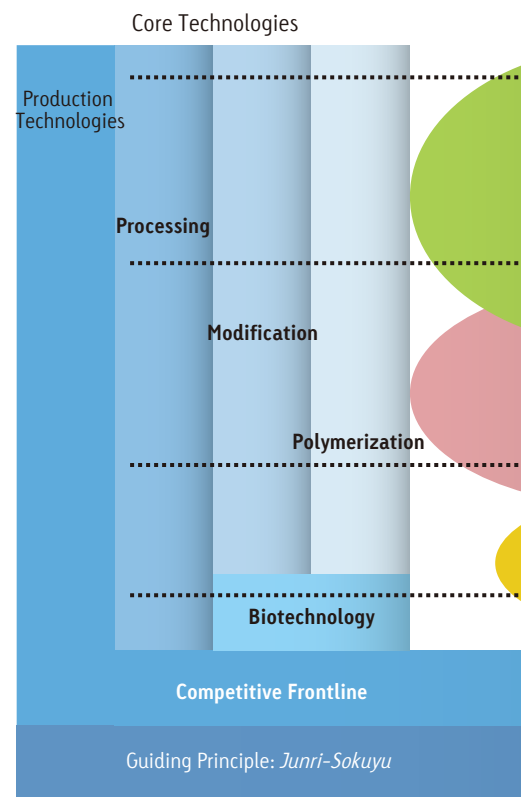 Core Technologies
Production
Technologies
Processing
Modification
Polymerization
Biotechnology
Competitive Frontline
Guiding Principle: Junri-Sokuyu